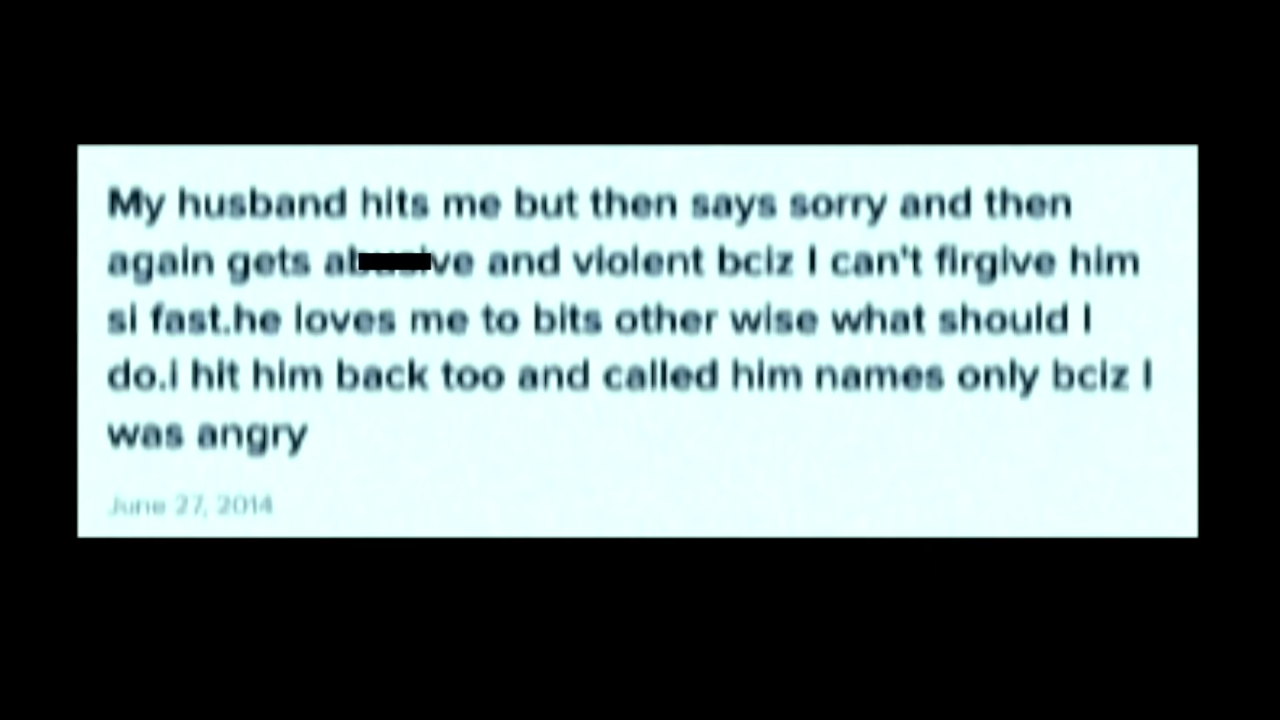 My husband hits me but then says sorry and then
again gets and violent bciz I can't firgive him
si fast.he loves me to bits other wise what should I
do.i hit him back too and called him names only bciz I
was angry
June 27, 2014